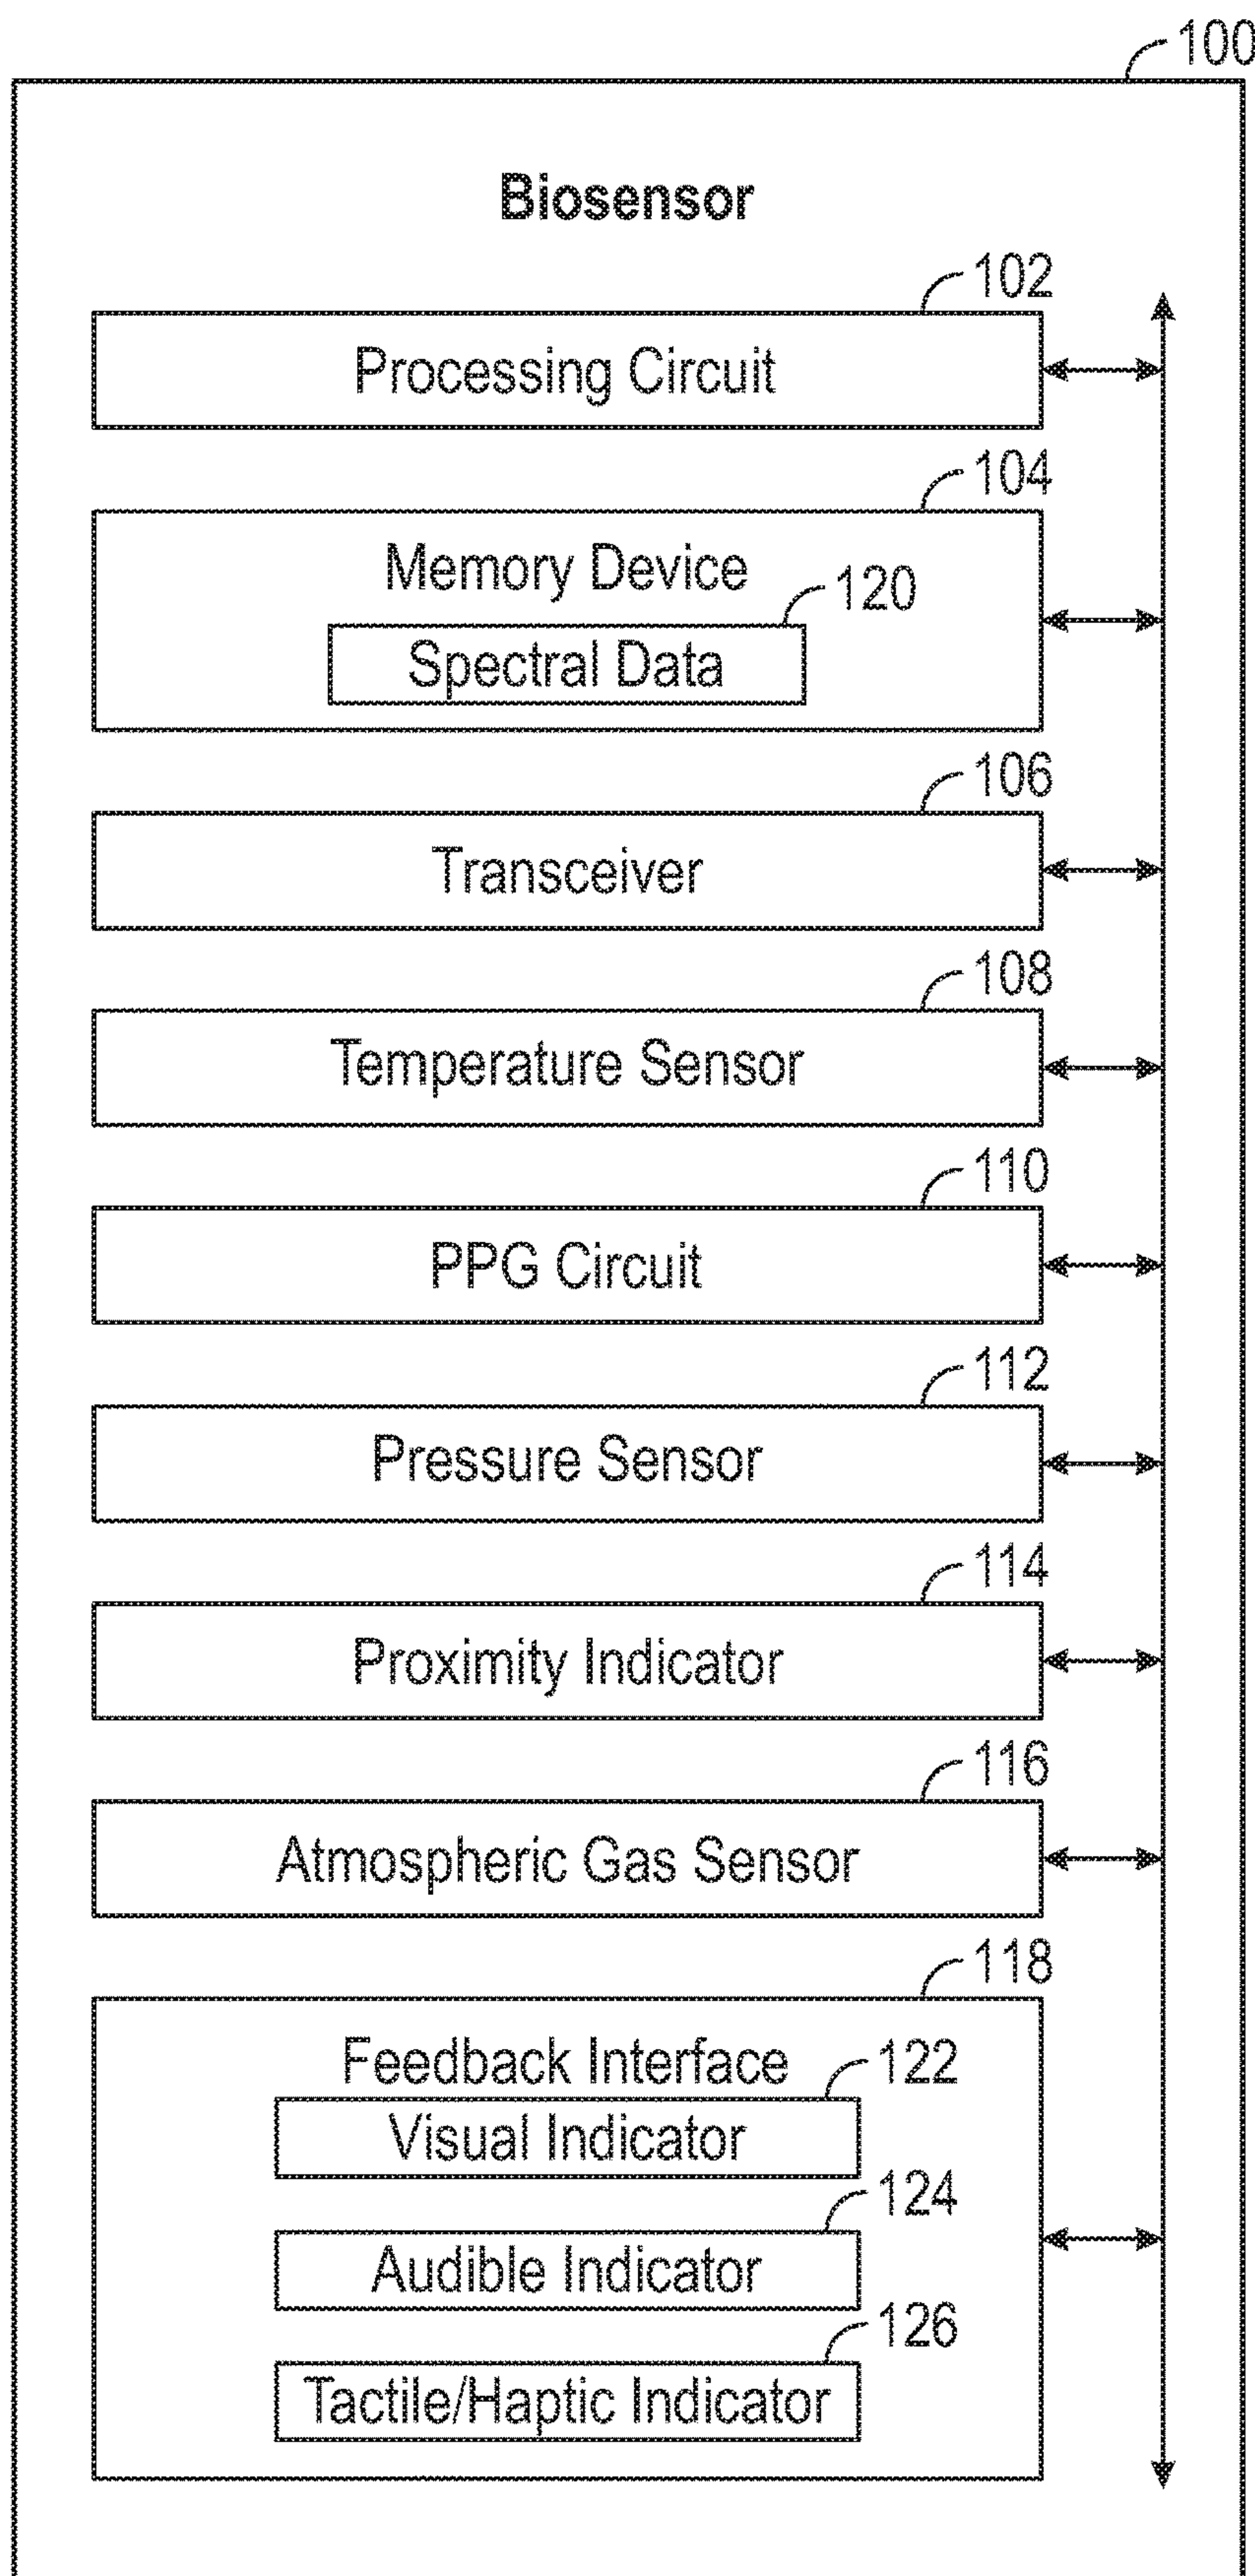 100
Biosensor
102
Processing Circuit
104
Memory Device
120
Spectral Data
106
Transceiver
108
Temperature Sensor
110
PPG Circuit
112
Pressure Sensor
114
Proximity Indicator
116
Atmospheric Gas Sensor
118
Feedback Interface
122
Visual Indicator
124
Audible Indicator
126
Tactile/Haptic Indicator